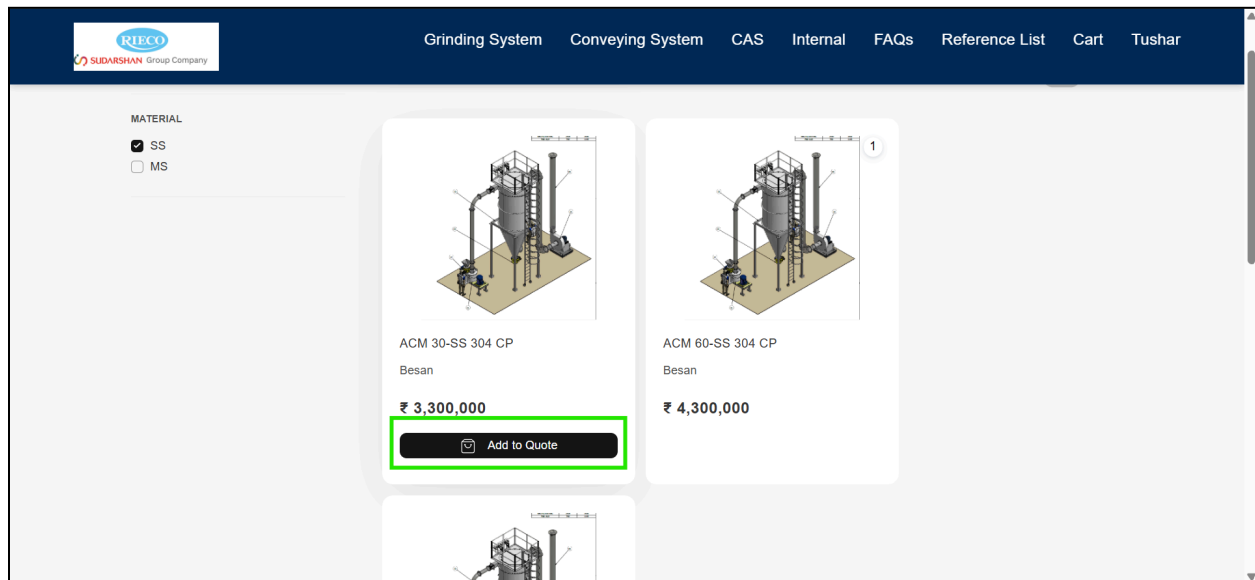 RIECO
SUDARSHAN Group Company
Grinding System Conveying System CAS Internal FAQs Reference List Cart Tushar
MATERIAL
SS
MS
1
ACM 30-SS 304 CP
Besan
₹ 3,300,000
Add to Quote
ACM 60-SS 304 CP
Besan
₹ 4,300,000